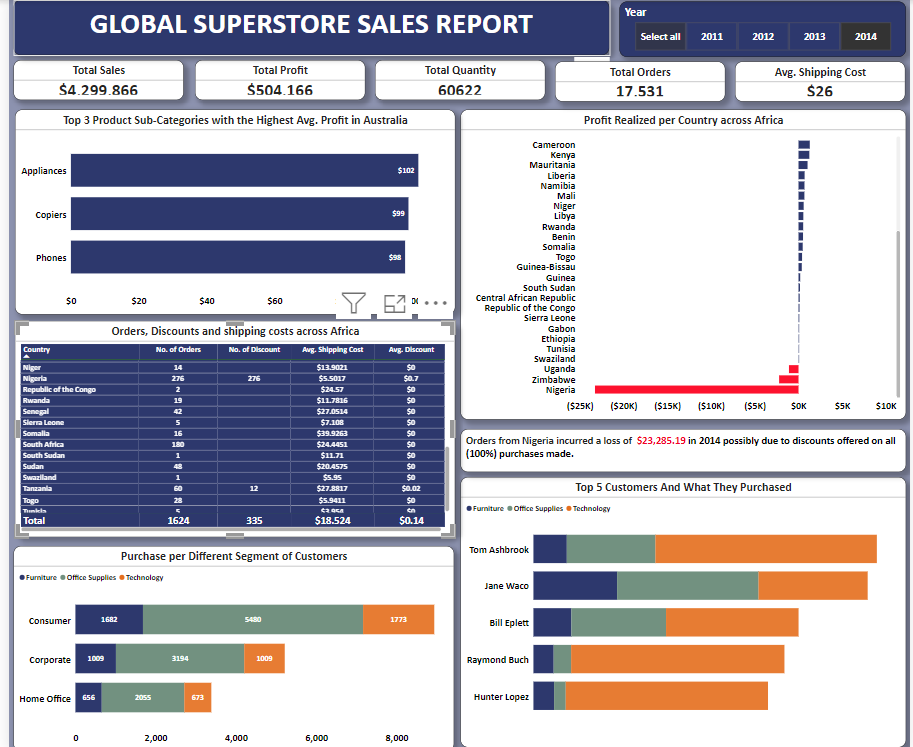 GLOBAL SUPERSTORE SALES REPORT
Year
Select all 2011 2012 2013 2014
Total Sales
$4.299.866
Total Profit
$504.166
Total Quantity
60622
Total Orders
17.531
Avg. Shipping Cost
$26
Top 3 Product Sub-Categories with the Highest Avg. Profit in Australia
Appliances $102
Copiers $99
Phones $98
$0 $20 $40 $60
Profit Realized per Country across Africa
Cameroon
Kenya
Mauritania
Liberia
Namibia
Mali
Niger
Libya
Rwanda
Benin
Somalia
Togo
Guinea-Bissau
Guinea
South Sudan
Central African Republic
Republic of the Congo
Sierra Leone
Gabon
Ethiopia
Tunisia
Swaziland
Uganda
Zimbabwe
Nigeria
($25K) ($20K) ($15K) ($10K) ($5K) $0K $5K $10K
Orders, Discounts and shipping costs across Africa
Country No. of Orders No. of Discount Avg. Shipping Cost Avg. Discount
Niger 14 $13.9021 $0
Nigeria 276 276 $5.5017 $0.7
Republic of the Congo 2 $24.57 $0
Rwanda 19 $11.7816 $0
Senegal 42 $27.0514 $0
Sierra Leone 5 $7.108 $0
Somalia 16 $39.9263 $0
South Africa 180 $24.4451 $0
South Sudan 1 $11.71 $0
Sudan 48 $20.4575 $0
Swaziland 1 $5.95 $0
Tanzania 60 12 $27.8817 $0.02
Togo 28 $5.9411 $0
Tunisia 5 $3.954 $0
Total 1624 335 $18.524 $0.14
Orders from Nigeria incurred a loss of $23,285.19 in 2014 possibly due to discounts offered on all
(100%) purchases made.
Purchase per Different Segment of Customers
Furniture Office Supplies Technology
Consumer 1682 5480 1773
Corporate 1009 3194 1009
Home Office 656 2055 673
0 2,000 4,000 6,000 8,000
Top 5 Customers And What They Purchased
Furniture Office Supplies Technology
Tom Ashbrook
Jane Waco
Bill Eplett
Raymond Buch
Hunter Lopez